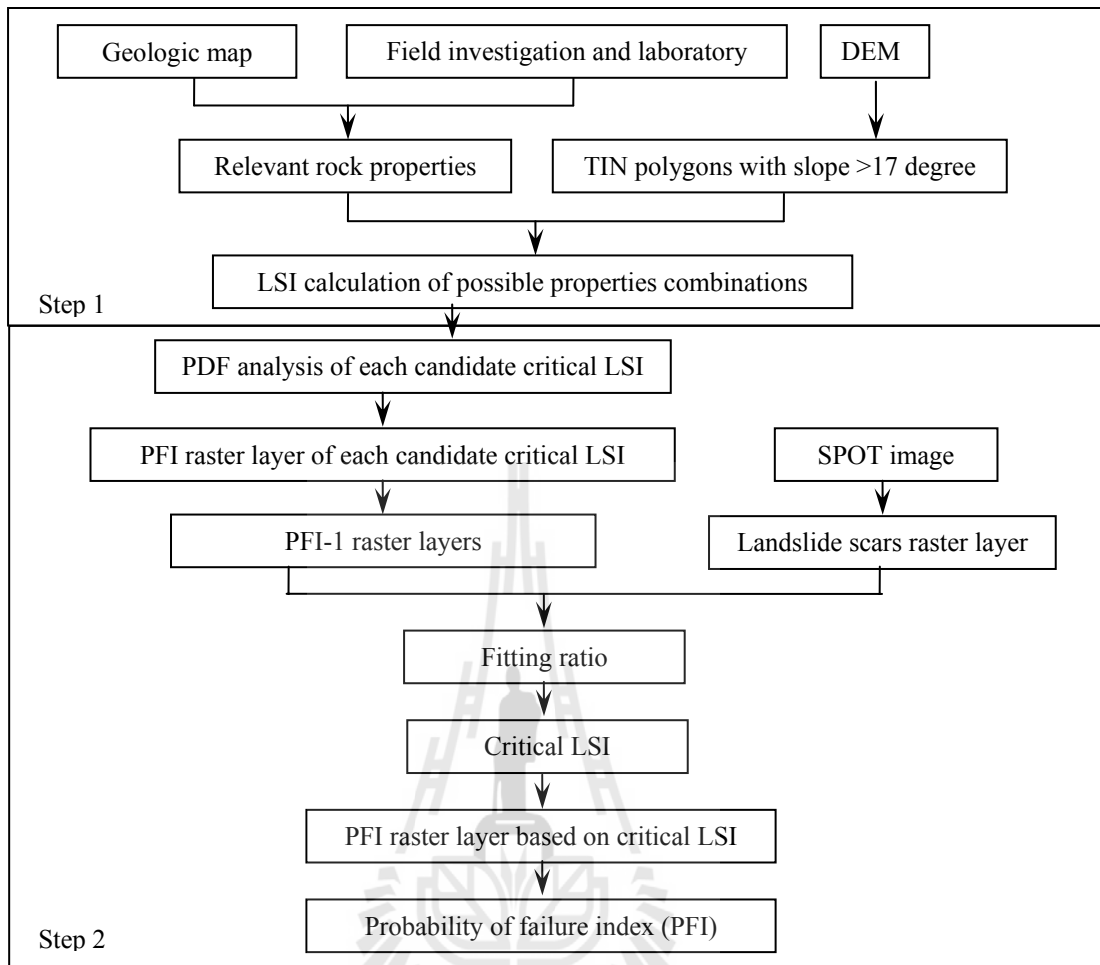 Geologic map
Field investigation and laboratory
DEM
Relevant rock properties
TIN polygons with slope >17 degree
LSI calculation of possible properties combinations
Step 1
PDF analysis of each candidate critical LSI
PFI raster layer of each candidate critical LSI
SPOT image
PFI-1 raster layers
Landslide scars raster layer
Fitting ratio
Critical LSI
PFI raster layer based on critical LSI
Probability of failure index (PFI)
Step 2